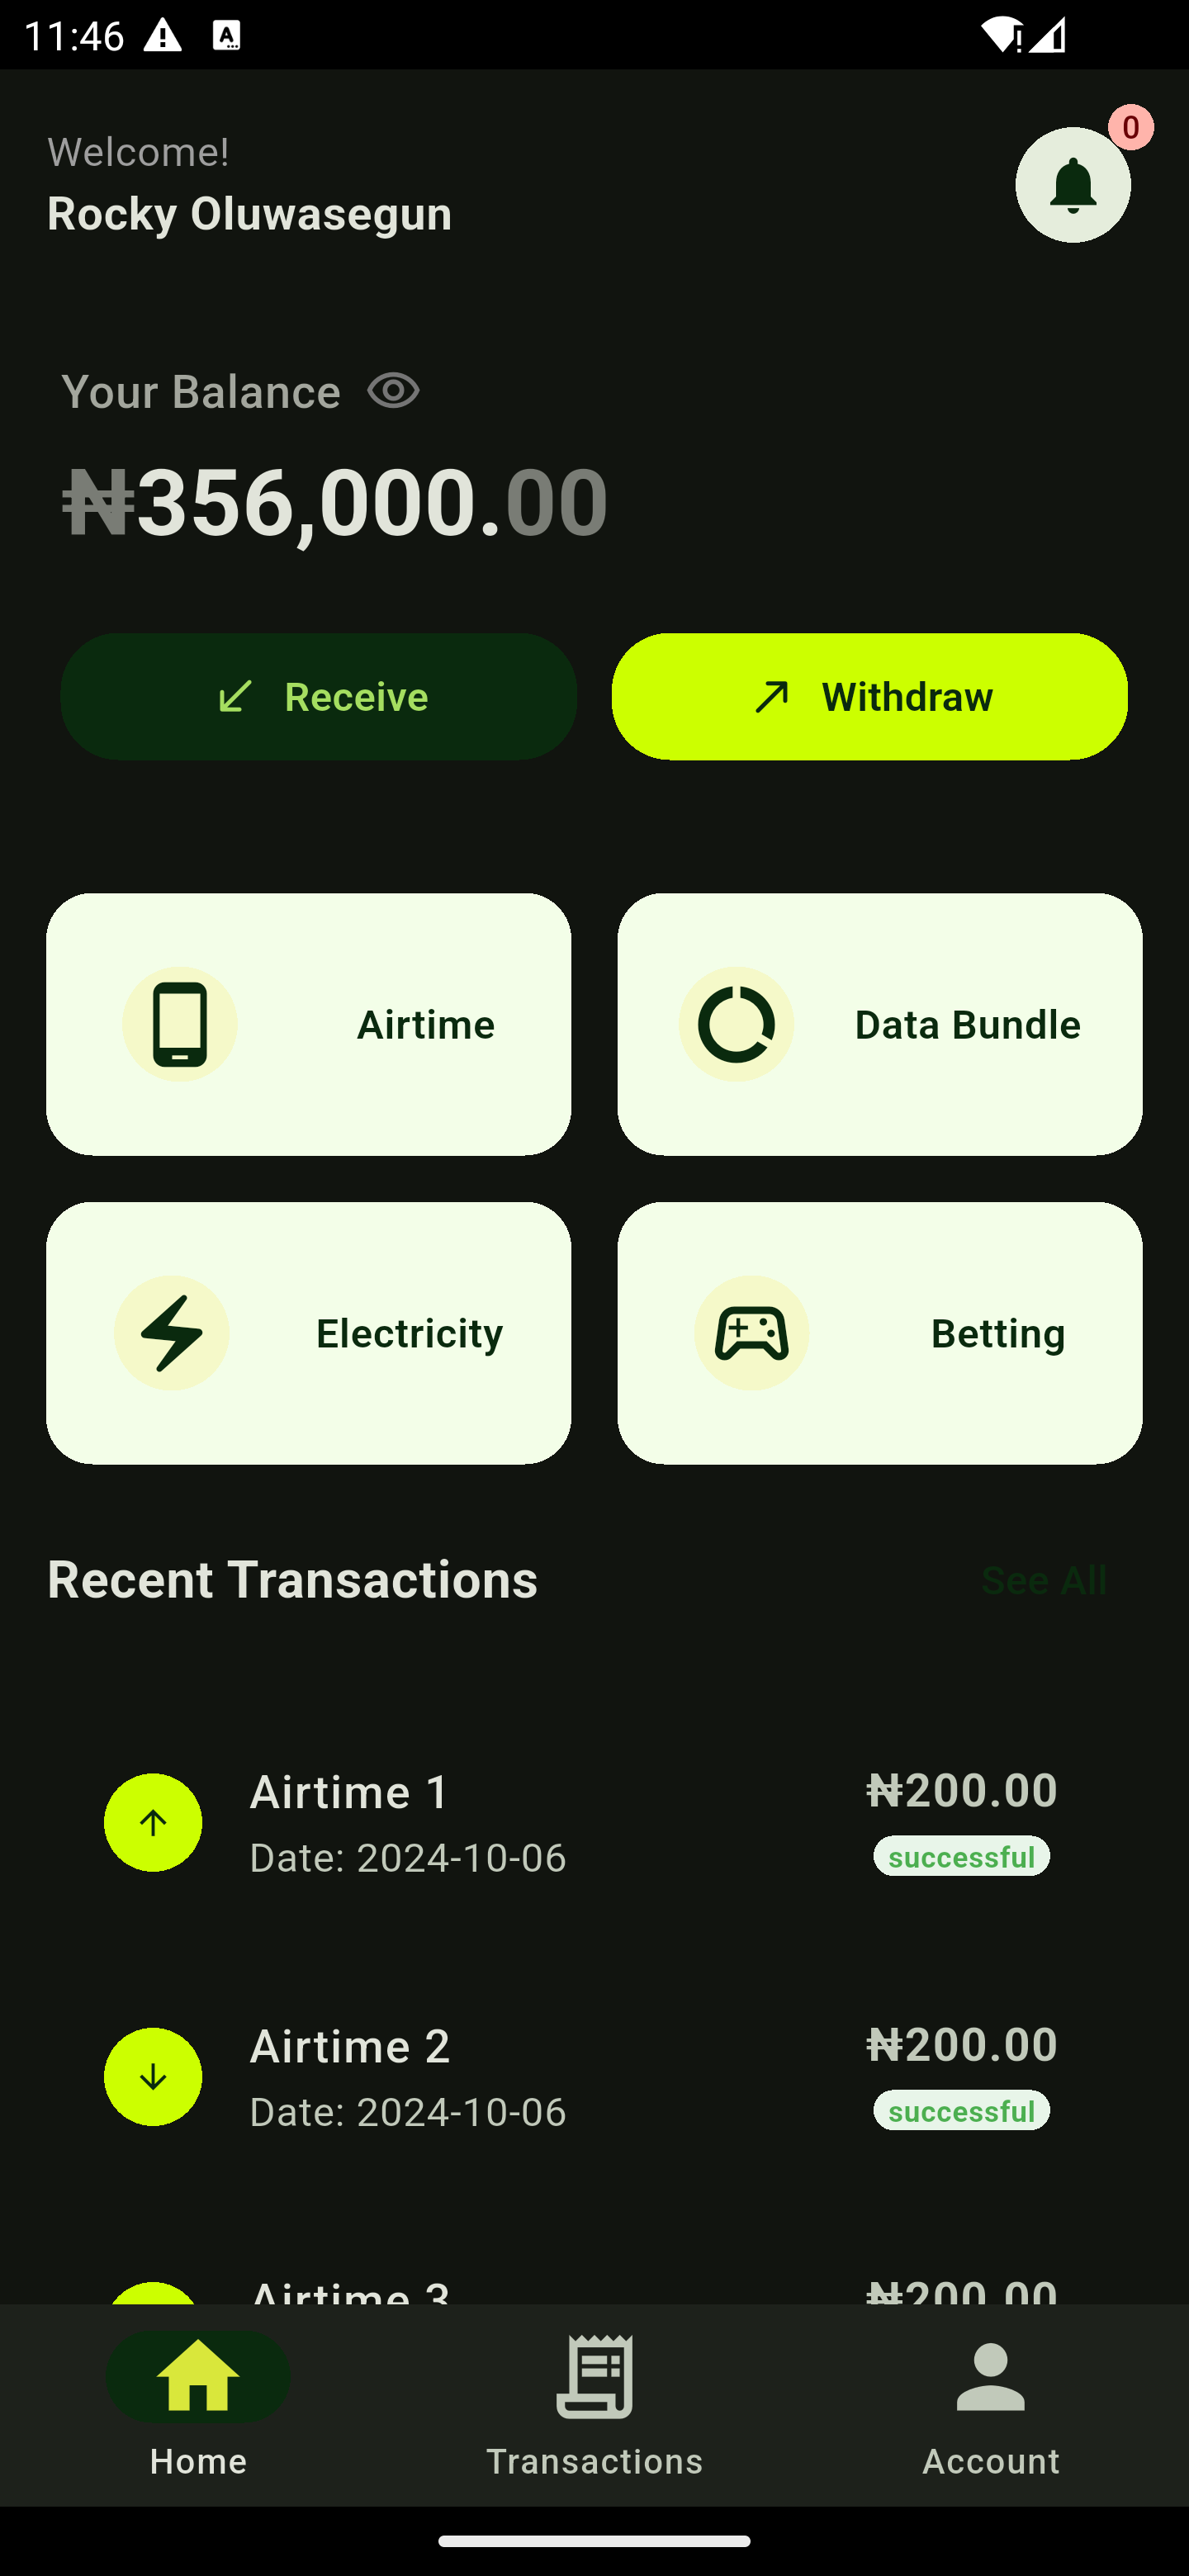 11:46
Welcome!
0
Rocky Oluwasegun
Your Balance
₦356,000.00
Receive
Withdraw
Airtime
Data Bundle
Electricity
Betting
Recent Transactions
See All
Airtime 1
₦200.00
Date: 2024-10-06
successful
Airtime 2
₦200.00
Date: 2024-10-06
successful
Airtime 3
₦200.00
Home
Transactions
Account